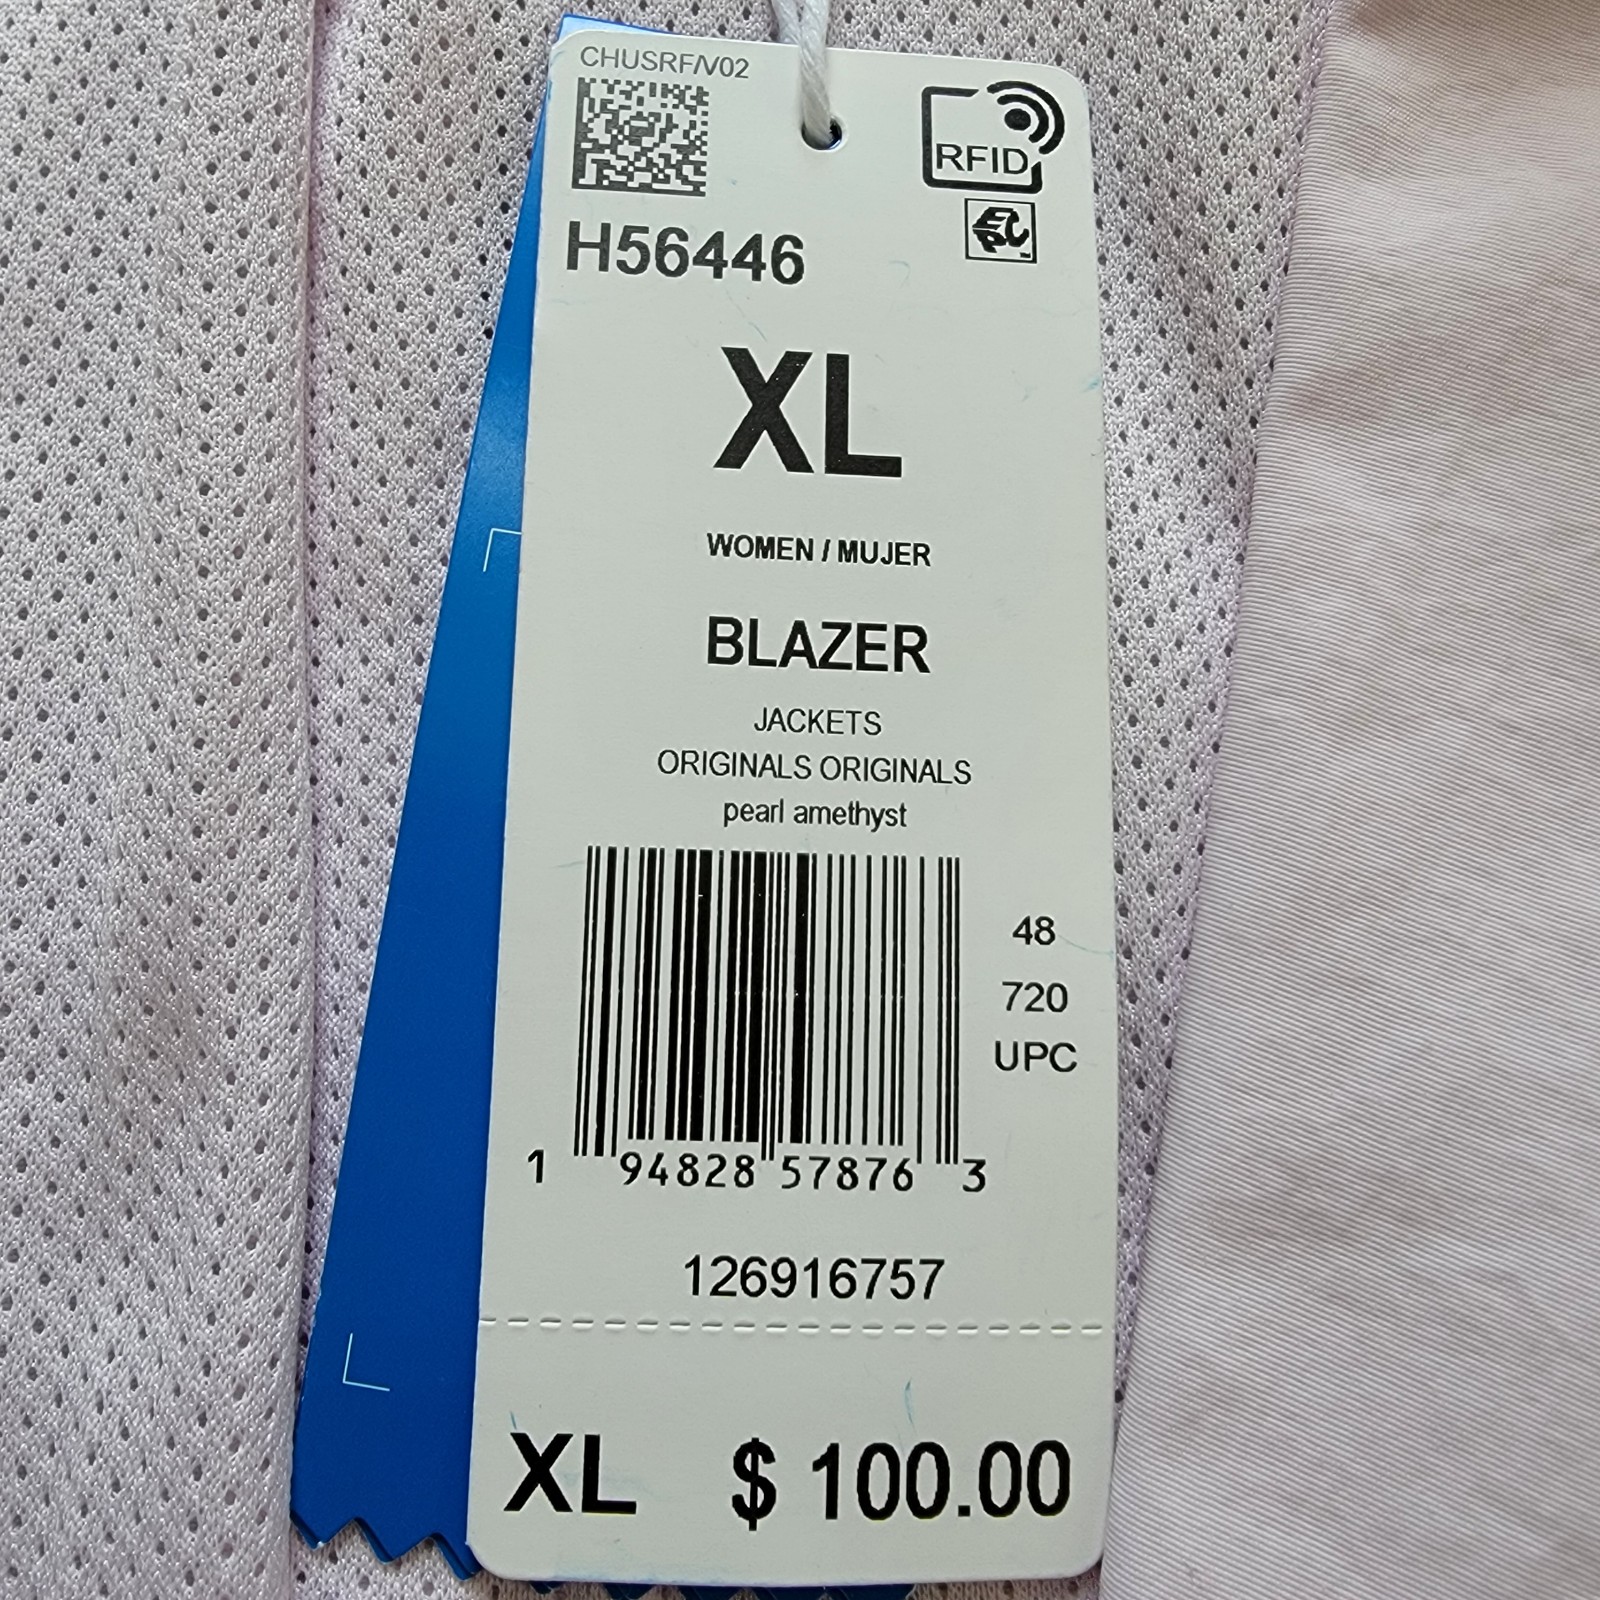 CHUSRF/V02
RFID
H56446
EPC
XL
WOMEN / MUJER
BLAZER
JACKETS
ORIGINALS ORIGINALS
pearl amethyst
48
720
UPC
1 94828 57876 3
126916757
XL $ 100.00